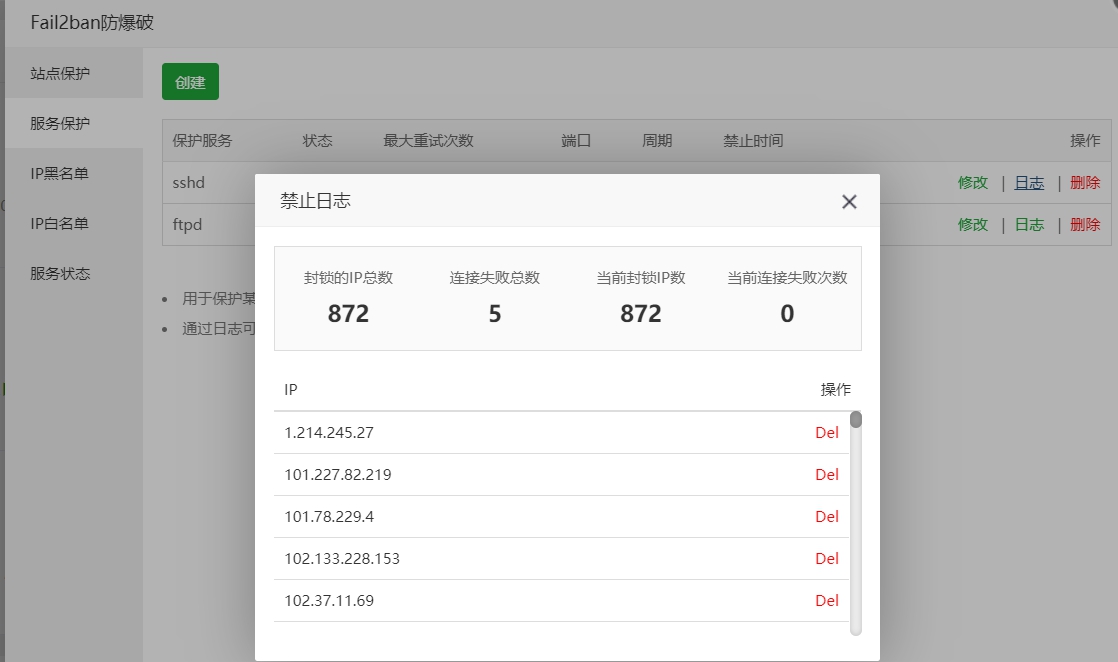 Fail2ban防爆破
站点保护
服务保护
IP黑名单
IP白名单
服务状态
创建
保护服务 状态 最大重试次数 端口 周期 禁止时间 操作
sshd 修改 | 日志 | 删除
ftpd 修改 | 日志 | 删除
用于保护某
通过日志可
禁止日志
封锁的IP总数 连接失败总数 当前封锁IP数 当前连接失败次数
872 5 872 0
IP 操作
1.214.245.27 Del
101.227.82.219 Del
101.78.229.4 Del
102.133.228.153 Del
102.37.11.69 Del